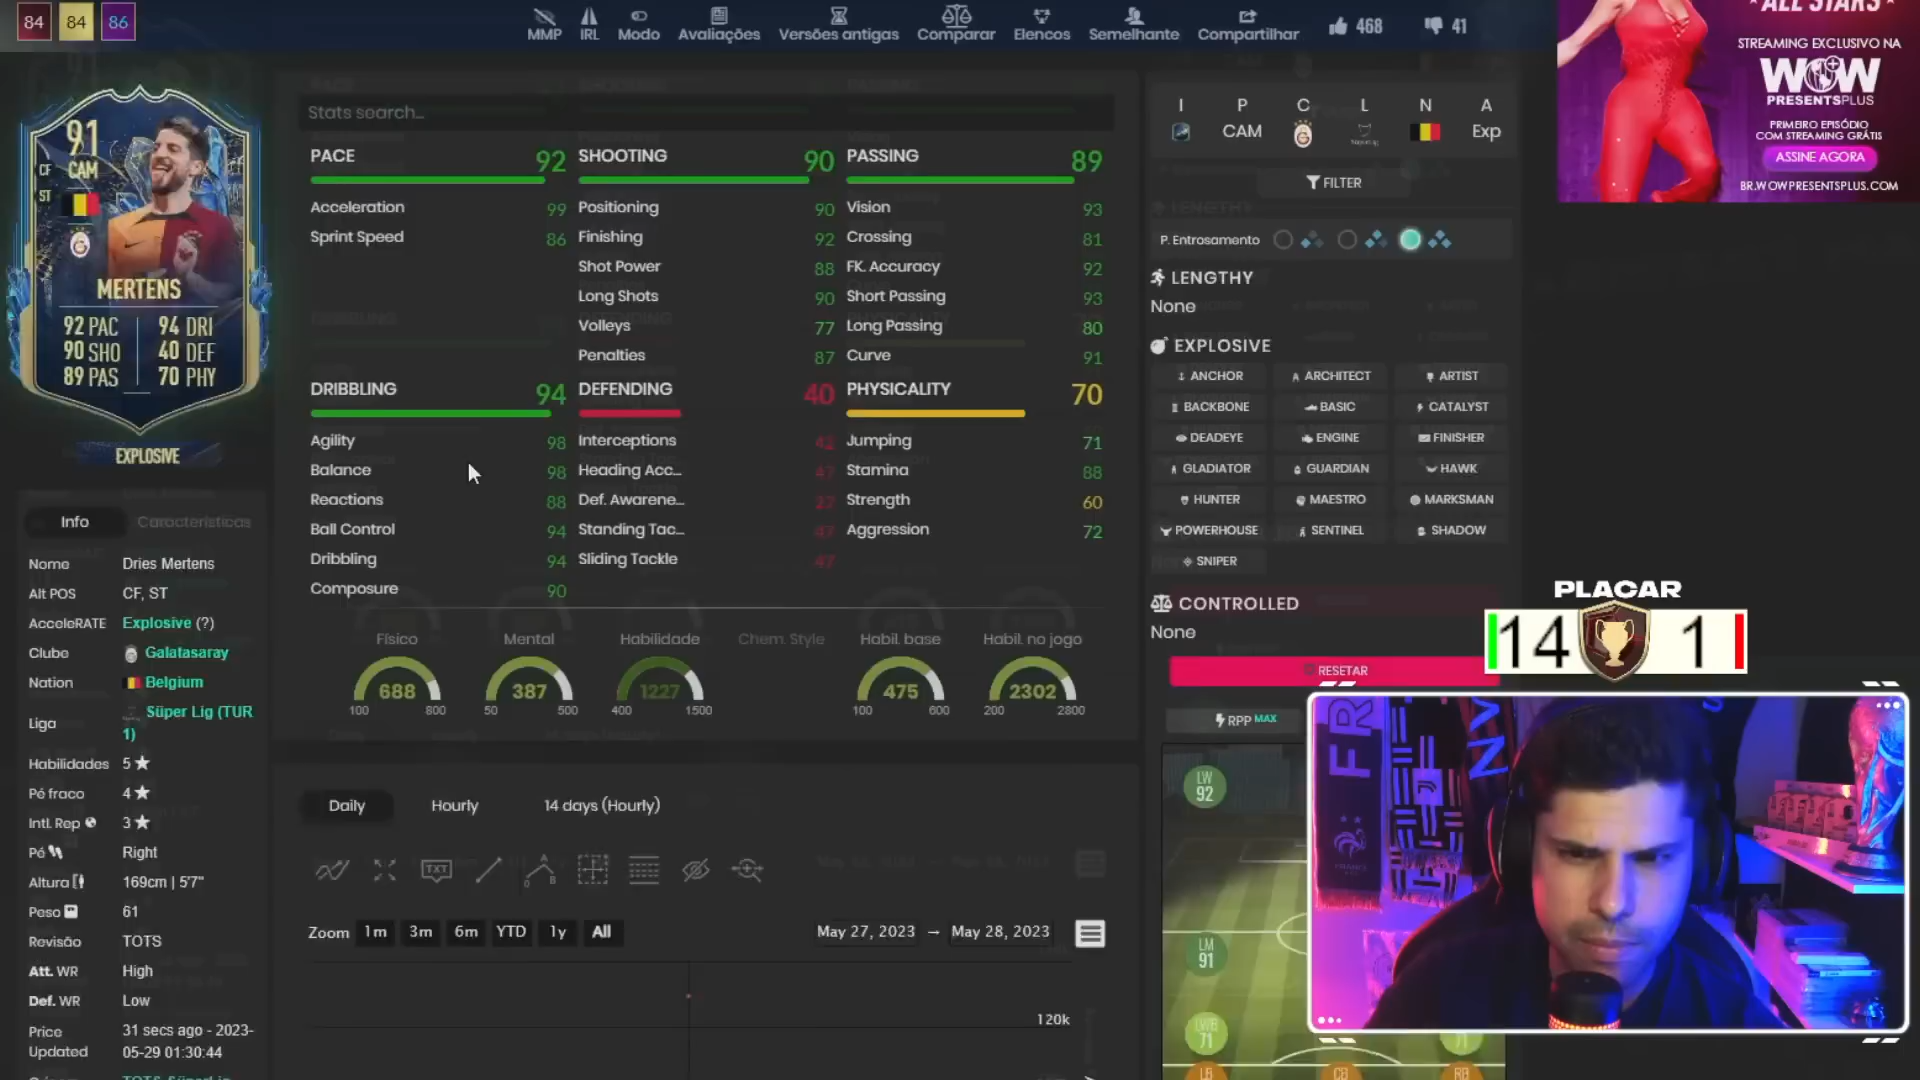 84 84 86
MMP IRL Modo Avaliações Versões antigas Comparar Elencos Semelhante Compartilhar 468 41
ALL STARS
STREAMING EXCLUSIVO NA
WOW
PRESENTSPLUS
PRIMEIRO EPISÓDIO
COM STREAMING GRÁTIS
ASSINE AGORA
BR.WOWPRESENTSPLUS.COM
91
CAM
CF
ST
MERTENS
92 PAC 94 DRI
90 SHO 40 DEF
89 PAS 70 PHY
EXPLOSIVE
Info Características
Nome Dries Mertens
Alt POS CF, ST
AcceleRATE Explosive (?)
Clube Galatasaray
Nation Belgium
Liga Süper Lig (TUR
1)
Habilidades 5
Pé fraco 4
Intl. Rep 3
Pé Right
Altura 169cm | 5'7"
Peso 61
Revisão TOTS
Att. WR High
Def. WR Low
Price Updated 31 secs ago - 2023-
05-29 01:30:44
Stats search...
PACE 92 SHOOTING 90 PASSING 89
Acceleration 99 Positioning 90 Vision 93
Sprint Speed 86 Finishing 92 Crossing 81
Shot Power 88 FK. Accuracy 92
Long Shots 90 Short Passing 93
Volleys 77 Long Passing 80
Penalties 87 Curve 91
DRIBBLING 94 DEFENDING 40 PHYSICALITY 70
Agility 98 Interceptions 42 Jumping 71
Balance 98 Heading Acc... 47 Stamina 88
Reactions 88 Def. Awarene... 27 Strength 60
Ball Control 94 Standing Tac... 47 Aggression 72
Dribbling 94 Sliding Tackle 47
Composure 90
Físico Mental Habilidade Chem. Style Habil. base Habil. no jogo
688 387 1227 475 2302
100 800 50 500 400 1500 100 600 200 2800
Daily Hourly 14 days (Hourly)
TXT
Zoom 1m 3m 6m YTD 1y All May 27, 2023 → May 28, 2023
120k
I P C L N A
CAM Exp
FILTER
P. Entrosamento
LENGTHY
None
EXPLOSIVE
ANCHOR ARCHITECT ARTIST
BACKBONE BASIC CATALYST
DEADEYE ENGINE FINISHER
GLADIATOR GUARDIAN HAWK
HUNTER MAESTRO MARKSMAN
POWERHOUSE SENTINEL SHADOW
SNIPER
CONTROLLED
None
RESETAR
RPP MAX
LW
92
LM
91
LWB
71
71
LB CB RB
PLACAR
14 1
FR